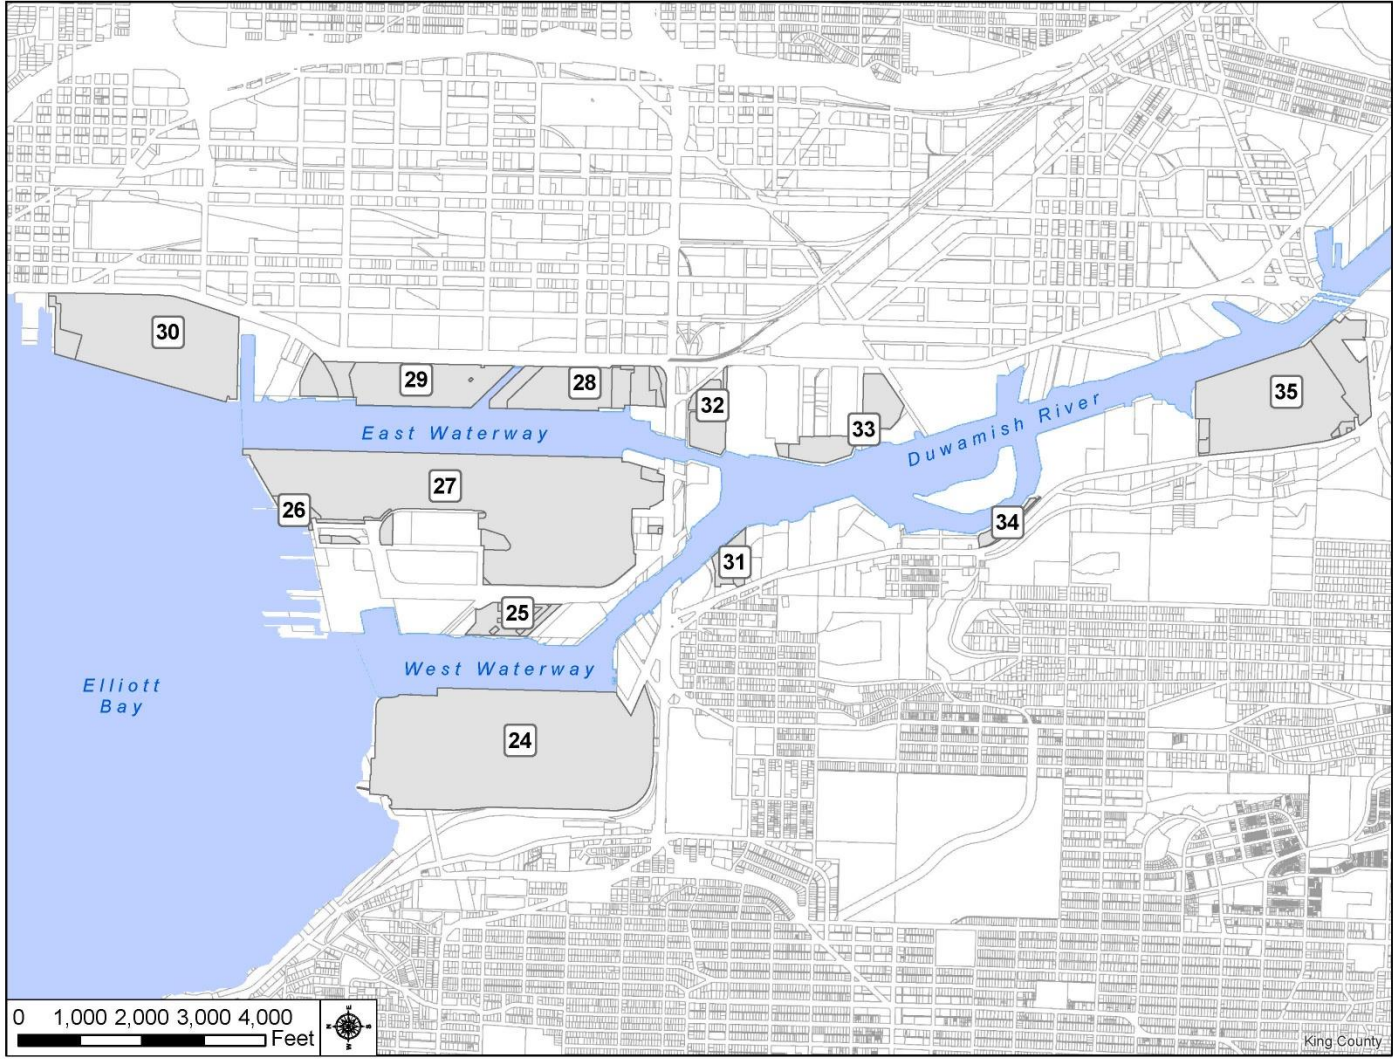 30
29
28
32
33
35
East Waterway
Duwamish River
27
26
34
31
25
West Waterway
Elliott
Bay
24
0 1,000 2,000 3,000 4,000
Feet
E
N S
W
King County